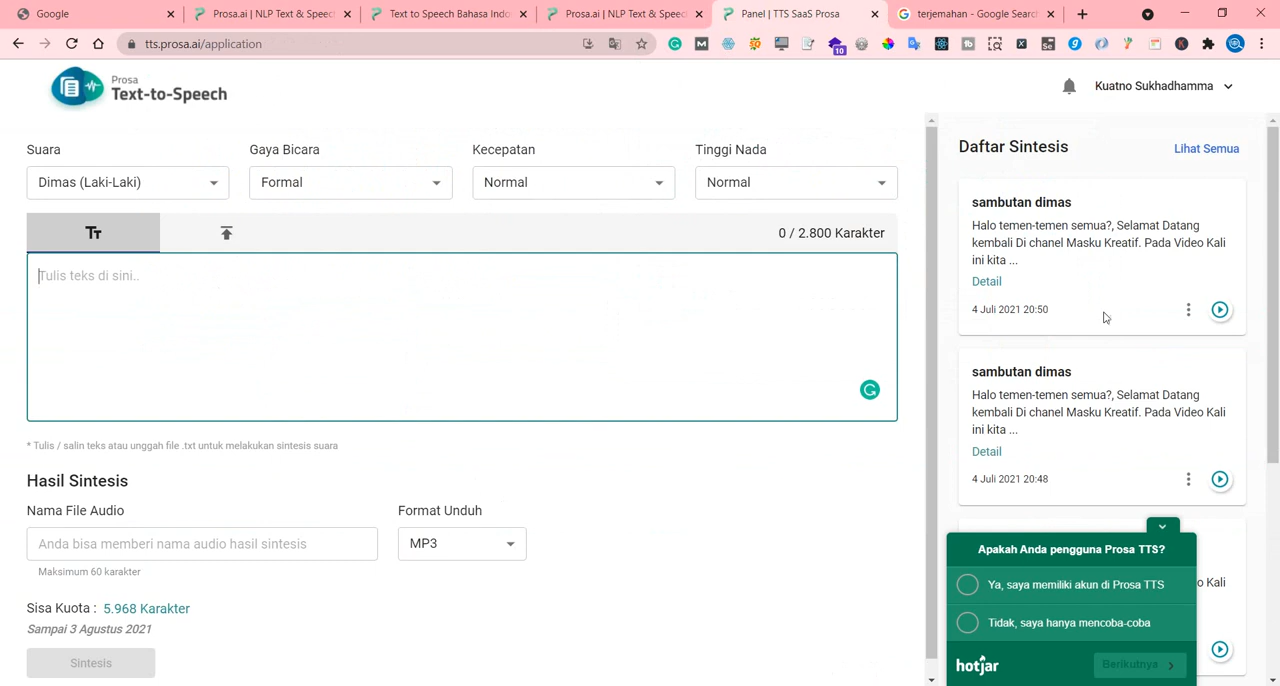 Google
Prosa.ai | NLP Text & Speech
Text to Speech Bahasa Indo
Prosa.ai | NLP Text & Speech
Panel | TTS SaaS Prosa
terjemahan - Google Search
tts.prosa.ai/application
10
Prosa
Text-to-Speech
Kuatno Sukhadhamma
Suara
Gaya Bicara
Kecepatan
Tinggi Nada
Dimas (Laki-Laki)
Formal
Normal
Normal
0 / 2.800 Karakter
Tulis teks di sini..
* Tulis / salin teks atau unggah file .txt untuk melakukan sintesis suara
Hasil Sintesis
Nama File Audio
Format Unduh
Anda bisa memberi nama audio hasil sintesis
MP3
Maksimum 60 karakter
Sisa Kuota : 5.968 Karakter
Sampai 3 Agustus 2021
Sintesis
Daftar Sintesis
Lihat Semua
sambutan dimas
Halo temen-temen semua?, Selamat Datang
kembali Di chanel Masku Kreatif. Pada Video Kali
ini kita ...
Detail
4 Juli 2021 20:50
sambutan dimas
Halo temen-temen semua?, Selamat Datang
kembali Di chanel Masku Kreatif. Pada Video Kali
ini kita ...
Detail
4 Juli 2021 20:48
o Kali
Apakah Anda pengguna Prosa TTS?
Ya, saya memiliki akun di Prosa TTS
Tidak, saya hanya mencoba-coba
hotjar
Berikutnya